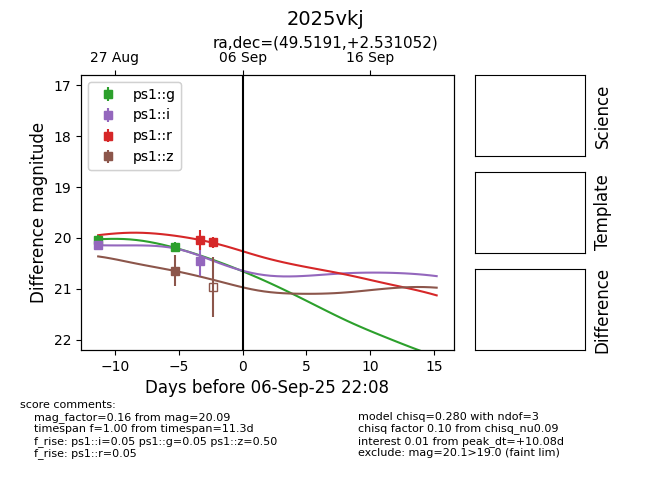 2025vkj
ra,dec=(49.5191,+2.531052)
27 Aug
06 Sep
16 Sep
17
18
19
20
21
22
Difference magnitude
ps1::g
ps1::i
ps1::r
ps1::z
−10
−5
0
5
10
15
Days before 06-Sep-25 22:08
Science
Template
Difference
score comments:
mag_factor=0.16 from mag=20.09
timespan f=1.00 from timespan=11.3d
f_rise: ps1::i=0.05 ps1::g=0.05 ps1::z=0.50
f_rise: ps1::r=0.05
model chisq=0.280 with ndof=3
chisq factor 0.10 from chisq_nu0.09
interest 0.01 from peak_dt=+10.08d
exclude: mag=20.1>19.0 (faint lim)